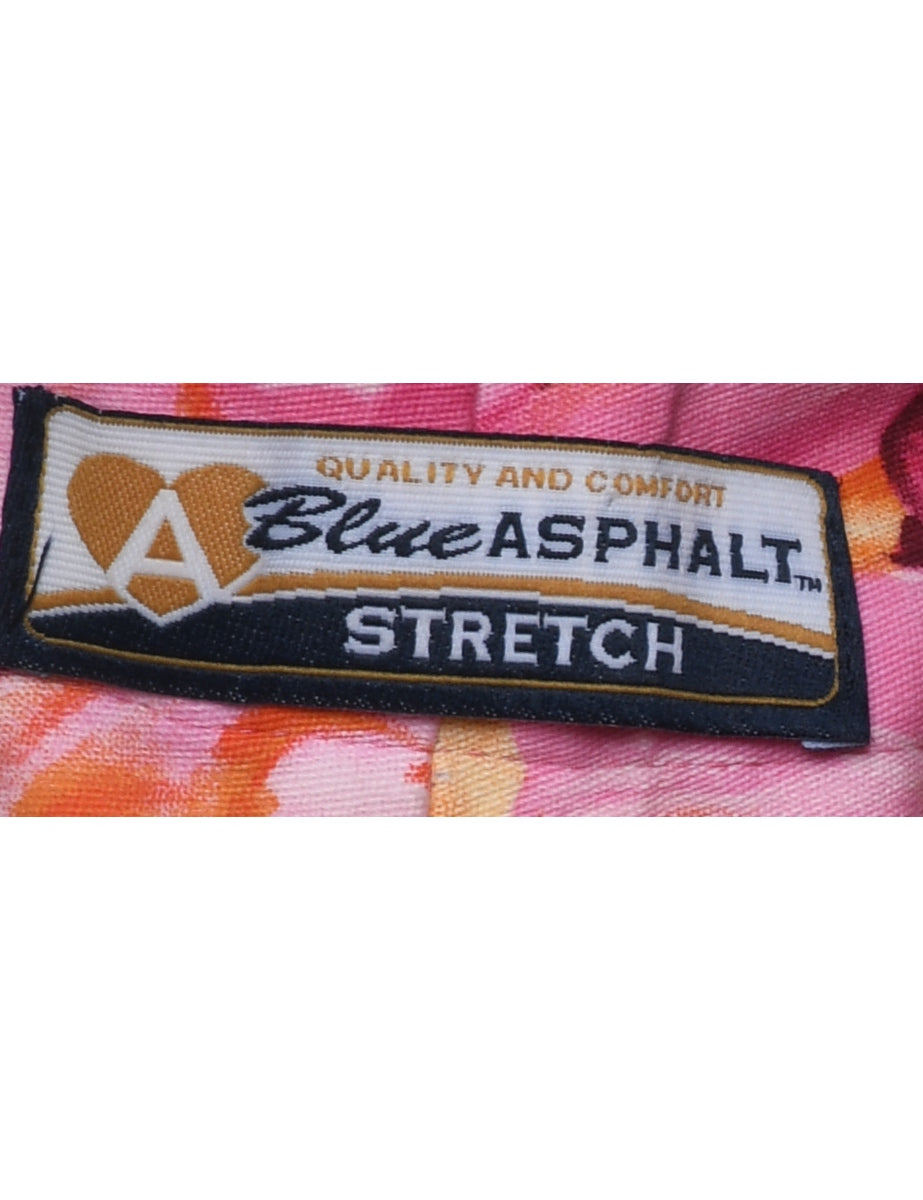 QUALITY AND COMFORT
A BlueASPHALT™
STRETCH